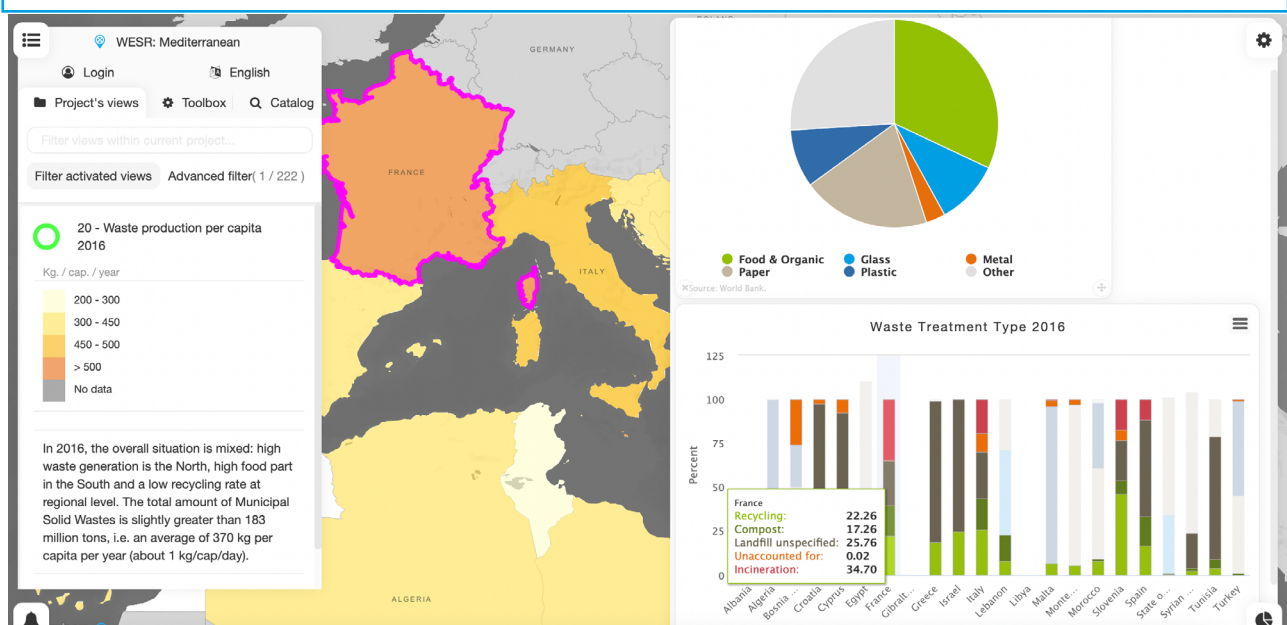 WESR: Mediterranean
Login
English
Project's views
Toolbox
Catalog
Filter views within current project...
Filter activated views
Advanced filter( 1 / 222 )
20 - Waste production per capita
2016
Kg. / cap. / year
200 - 300
300 - 450
450 - 500
> 500
No data
In 2016, the overall situation is mixed: high
waste generation is the North, high food part
in the South and a low recycling rate at
regional level. The total amount of Municipal
Solid Wastes is slightly greater than 183
million tons, i.e. an average of 370 kg per
capita per year (about 1 kg/cap/day).
GERMANY
FRANCE
ITALY
ALGERIA
Food & Organic
Glass
Metal
Paper
Plastic
Other
Source: World Bank.
Waste Treatment Type 2016
Percent
125
100
75
50
25
0
France
Recycling: 22.26
Compost: 17.26
Landfill unspecified: 25.76
Unaccounted for: 0.02
Incineration: 34.70
Albania
Algeria
Bosnia ...
Croatia
Cyprus
Egypt
France
Gibralt...
Greece
Israel
Italy
Lebanon
Libya
Malta
Monte...
Morocco
Slovenia
Spain
State o...
Syrian ...
Tunisia
Turkey